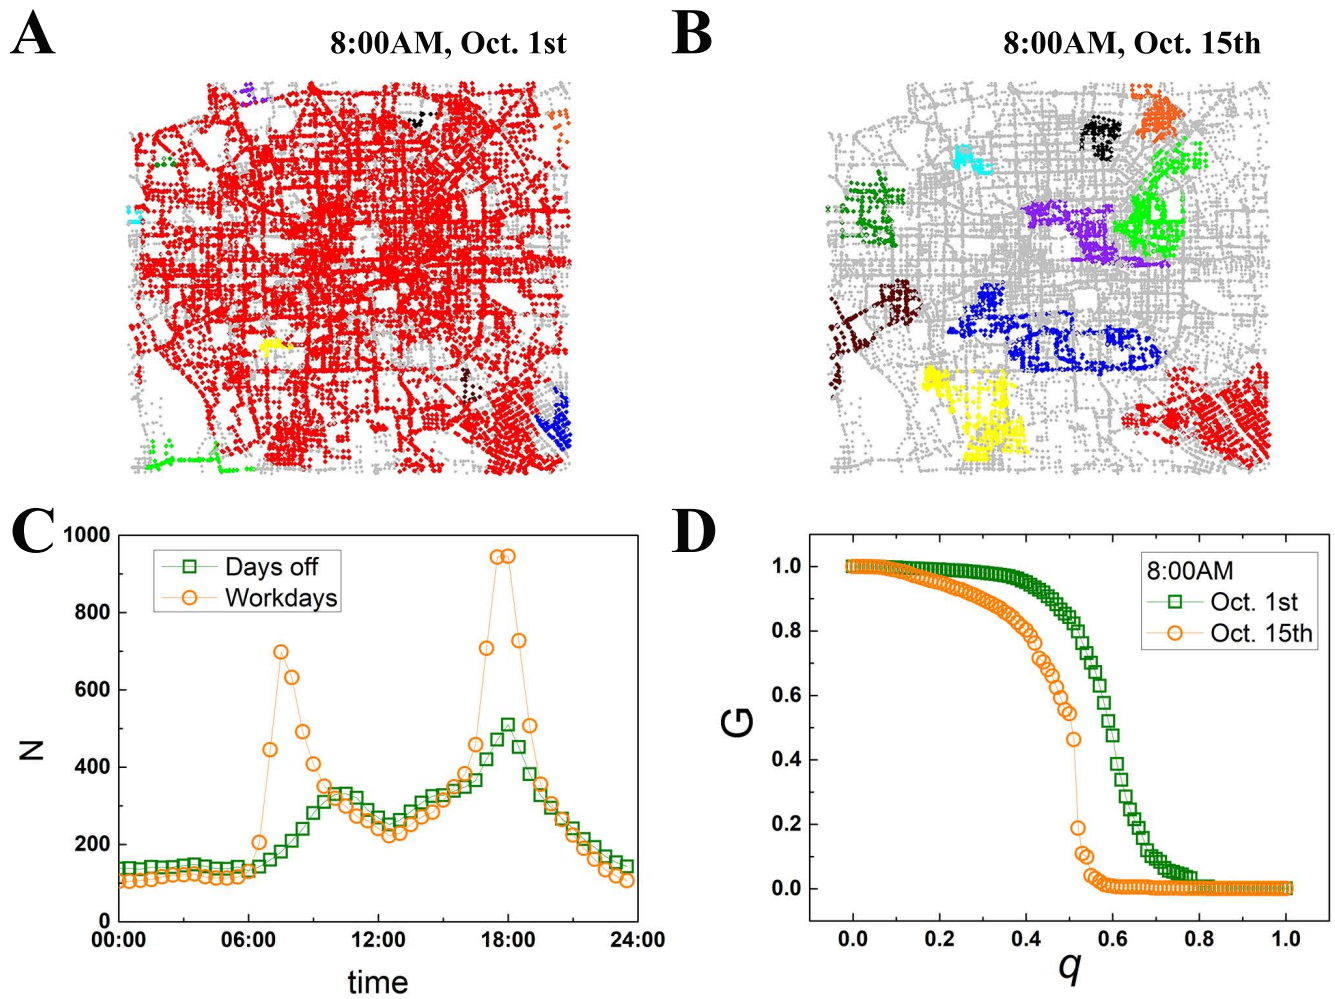 A
8:00AM, Oct. 1st
B
8:00AM, Oct. 15th
C
1000
800
600
400
200
0
N
Days off
Workdays
00:00 06:00 12:00 18:00 24:00
time
D
1.0
0.8
0.6
0.4
0.2
0.0
G
8:00AM
Oct. 1st
Oct. 15th
0.0 0.2 0.4 0.6 0.8 1.0
q